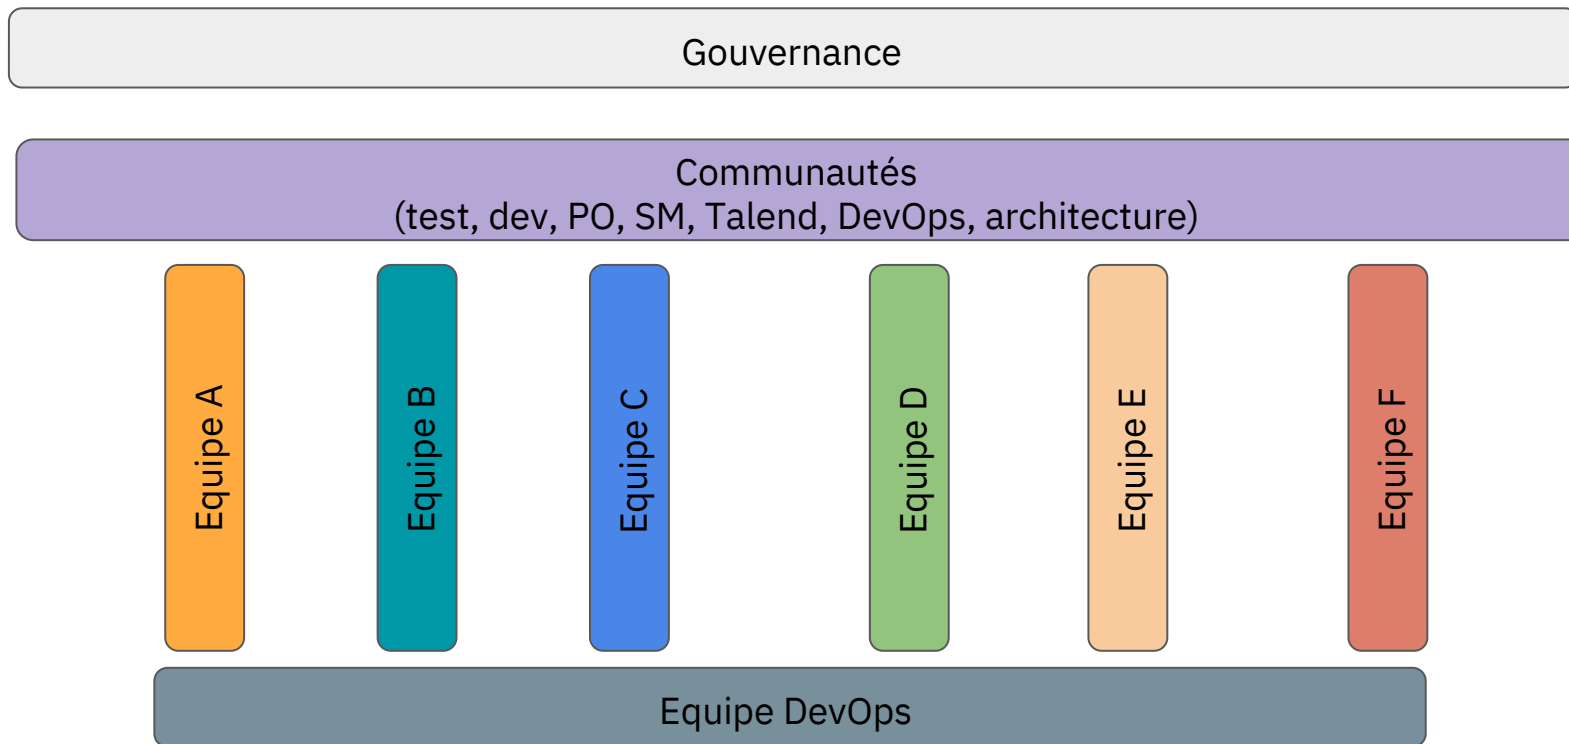 Gouvernance
Communautés
(test, dev, PO, SM, Talend, DevOps, architecture)
Equipe A
Equipe B
Equipe C
Equipe D
Equipe E
Equipe F
Equipe DevOps